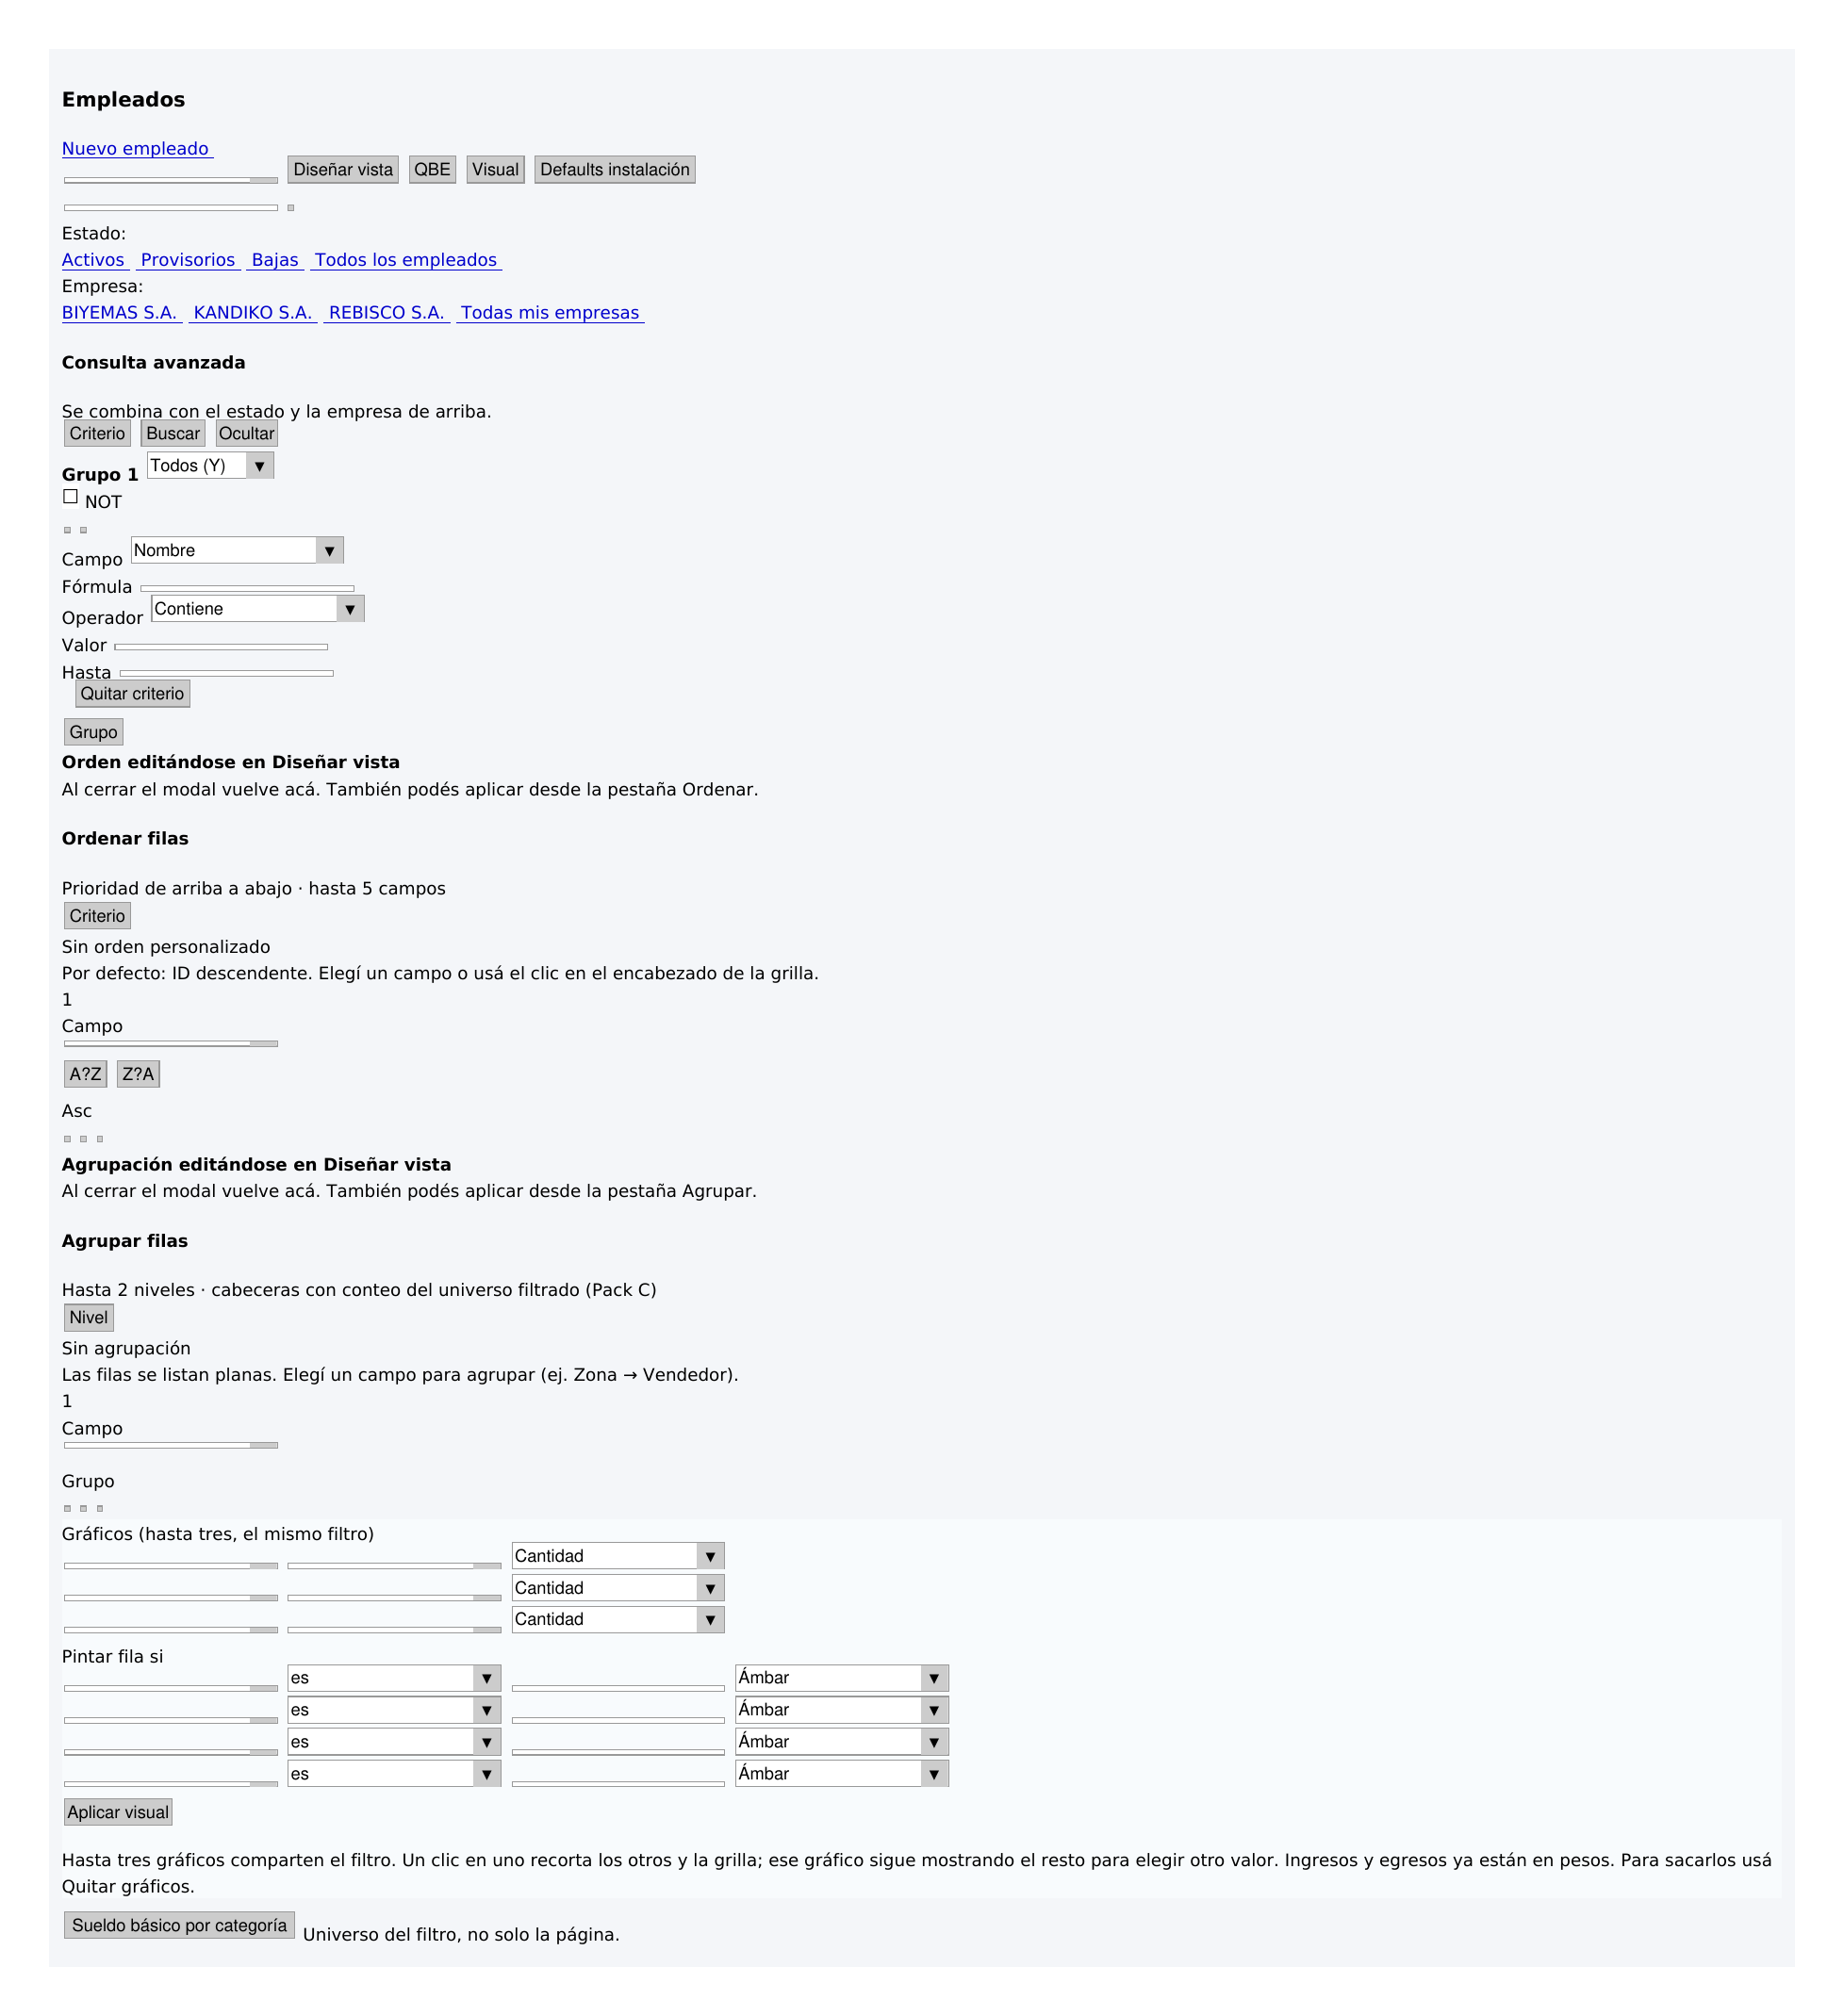 Empleados
Nuevo empleado
Diseñar vista QBE Visual Defaults instalación
Estado:
Activos Provisorios Bajas Todos los empleados
Empresa:
BIYEMAS S.A. KANDIKO S.A. REBISCO S.A. Todas mis empresas
Consulta avanzada
Se combina con el estado y la empresa de arriba.
Criterio Buscar Ocultar
Grupo 1 Todos (Y) ▼
NOT
Campo Nombre ▼
Fórmula
Operador Contiene ▼
Valor
Hasta
Quitar criterio
Grupo
Orden editándose en Diseñar vista
Al cerrar el modal vuelve acá. También podés aplicar desde la pestaña Ordenar.
Ordenar filas
Prioridad de arriba a abajo · hasta 5 campos
Criterio
Sin orden personalizado
Por defecto: ID descendente. Elegí un campo o usá el clic en el encabezado de la grilla.
1
Campo
A?Z Z?A
Asc
Agrupación editándose en Diseñar vista
Al cerrar el modal vuelve acá. También podés aplicar desde la pestaña Agrupar.
Agrupar filas
Hasta 2 niveles · cabeceras con conteo del universo filtrado (Pack C)
Nivel
Sin agrupación
Las filas se listan planas. Elegí un campo para agrupar (ej. Zona → Vendedor).
1
Campo
Grupo
Gráficos (hasta tres, el mismo filtro)
Cantidad ▼
Cantidad ▼
Cantidad ▼
Pintar fila si
es ▼ Ámbar ▼
es ▼ Ámbar ▼
es ▼ Ámbar ▼
es ▼ Ámbar ▼
Aplicar visual
Hasta tres gráficos comparten el filtro. Un clic en uno recorta los otros y la grilla; ese gráfico sigue mostrando el resto para elegir otro valor. Ingresos y egresos ya están en pesos. Para sacarlos usá
Quitar gráficos.
Sueldo básico por categoría Universo del filtro, no solo la página.